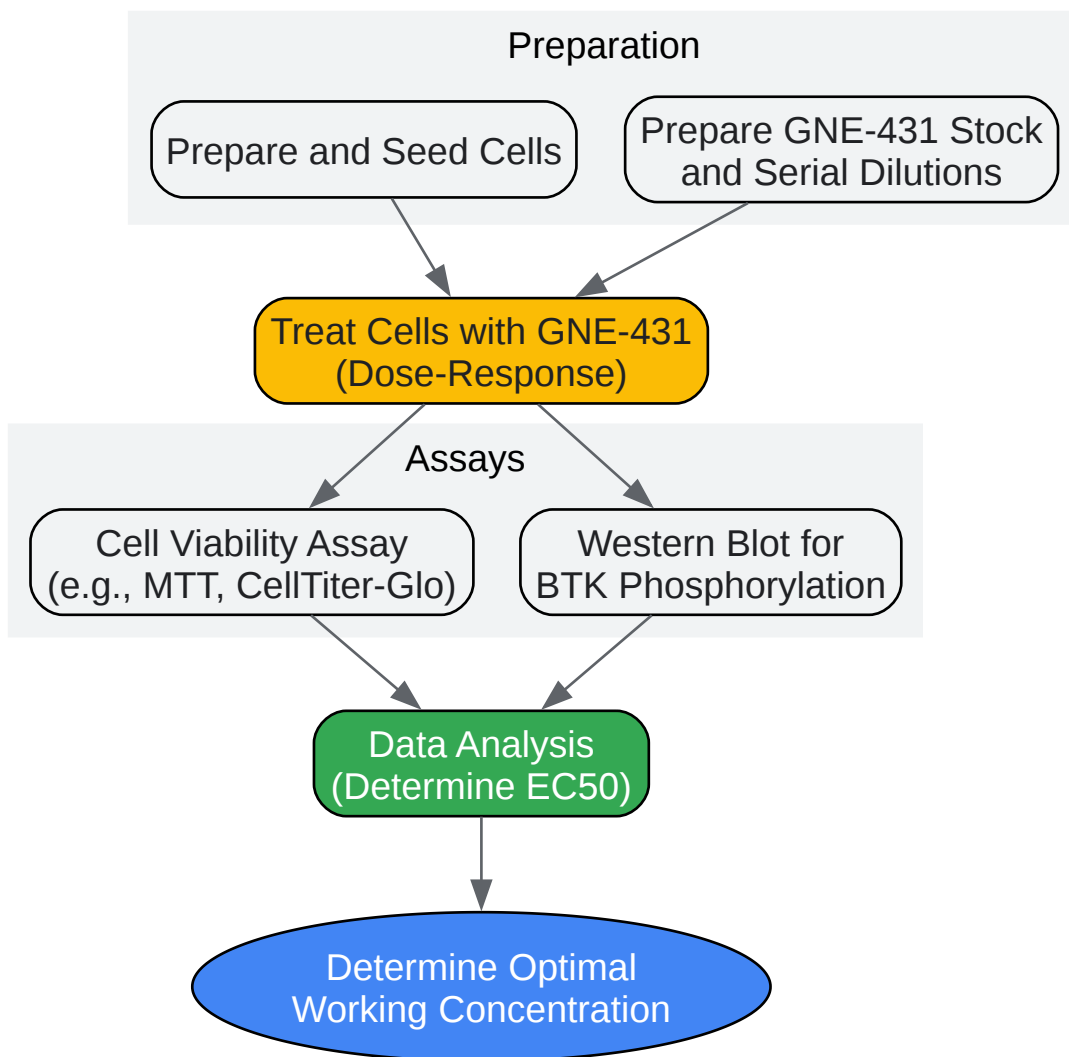 Preparation
Prepare and Seed Cells
Prepare GNE-431 Stock
and Serial Dilutions
Treat Cells with GNE-431
(Dose-Response)
Assays
Cell Viability Assay
(e.g., MTT, CellTiter-Glo)
Western Blot for
BTK Phosphorylation
Data Analysis
(Determine EC50)
Determine Optimal
Working Concentration